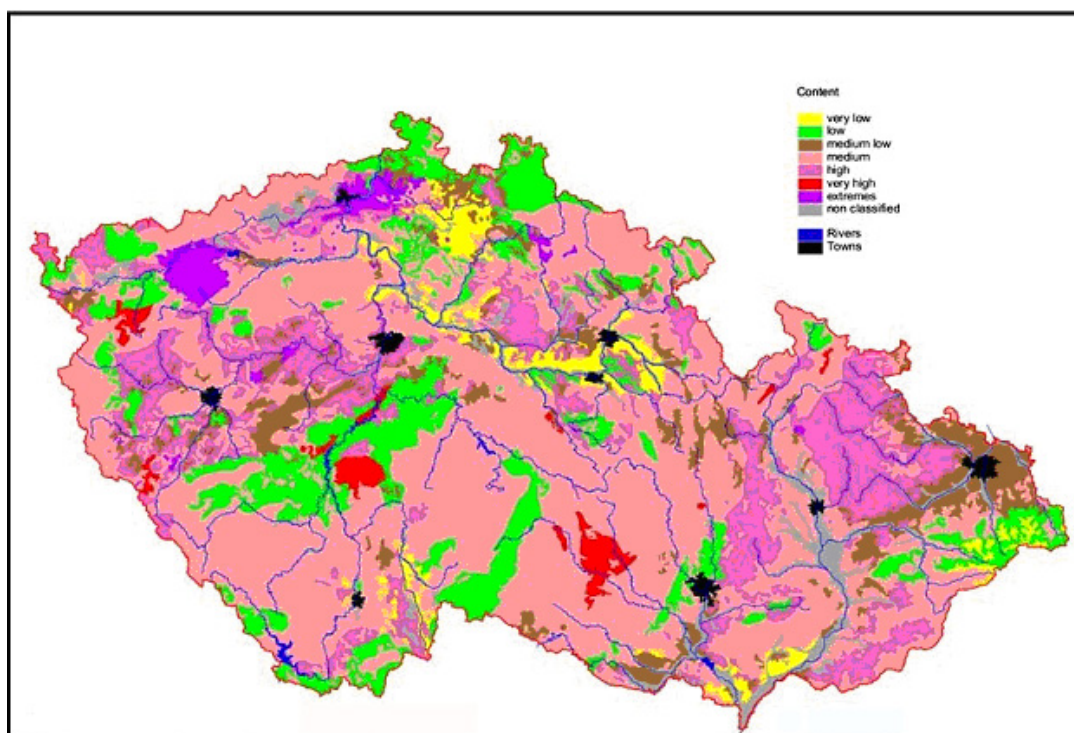 Content
very low
low
medium low
medium
high
very high
extremes
non classified
Rivers
Towns